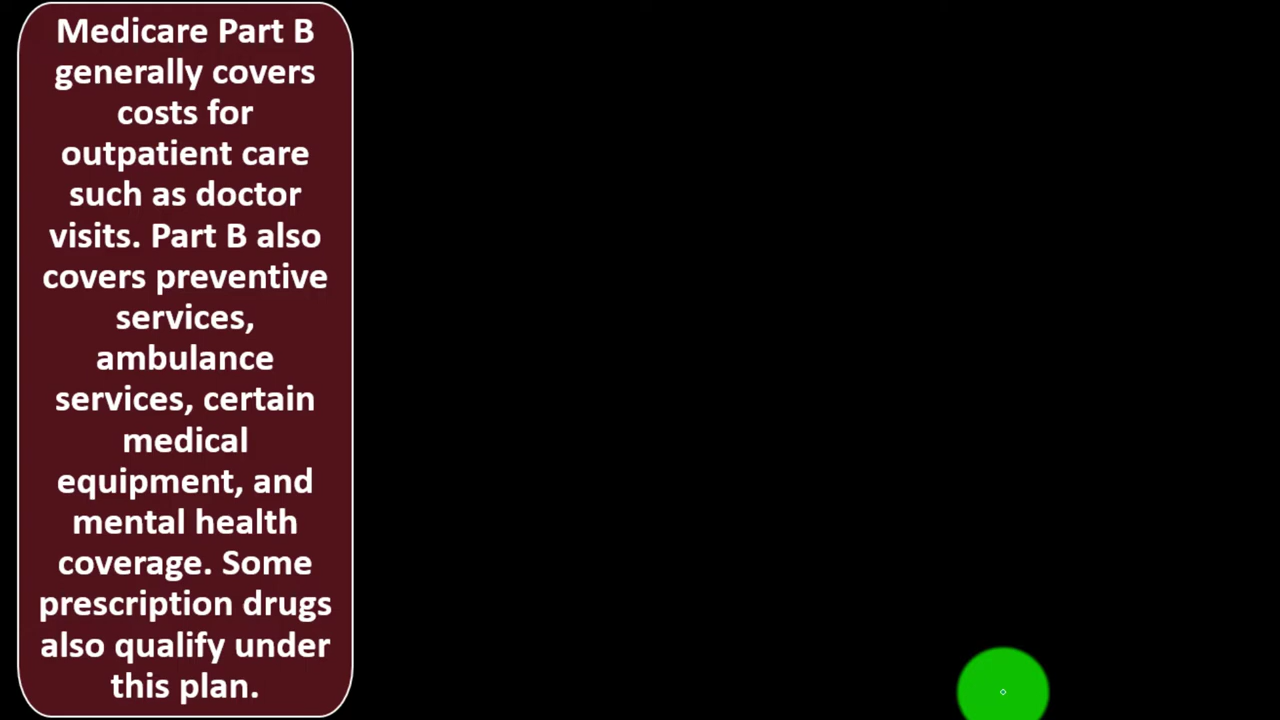 Medicare Part B
generally covers
costs for
outpatient care
such as doctor
visits. Part B also
covers preventive
services,
ambulance
services, certain
medical
equipment, and
mental health
coverage. Some
prescription drugs
also qualify under
this plan.